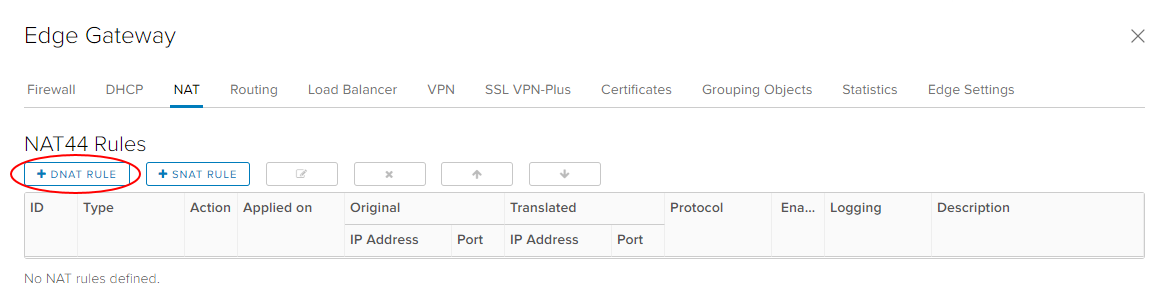 Edge Gateway
Firewall DHCP NAT Routing Load Balancer VPN SSL VPN-Plus Certificates Grouping Objects Statistics Edge Settings
NAT44 Rules
+ DNAT RULE + SNAT RULE
ID Type Action Applied on Original Translated Protocol Ena... Logging Description
IP Address Port IP Address Port
No NAT rules defined.